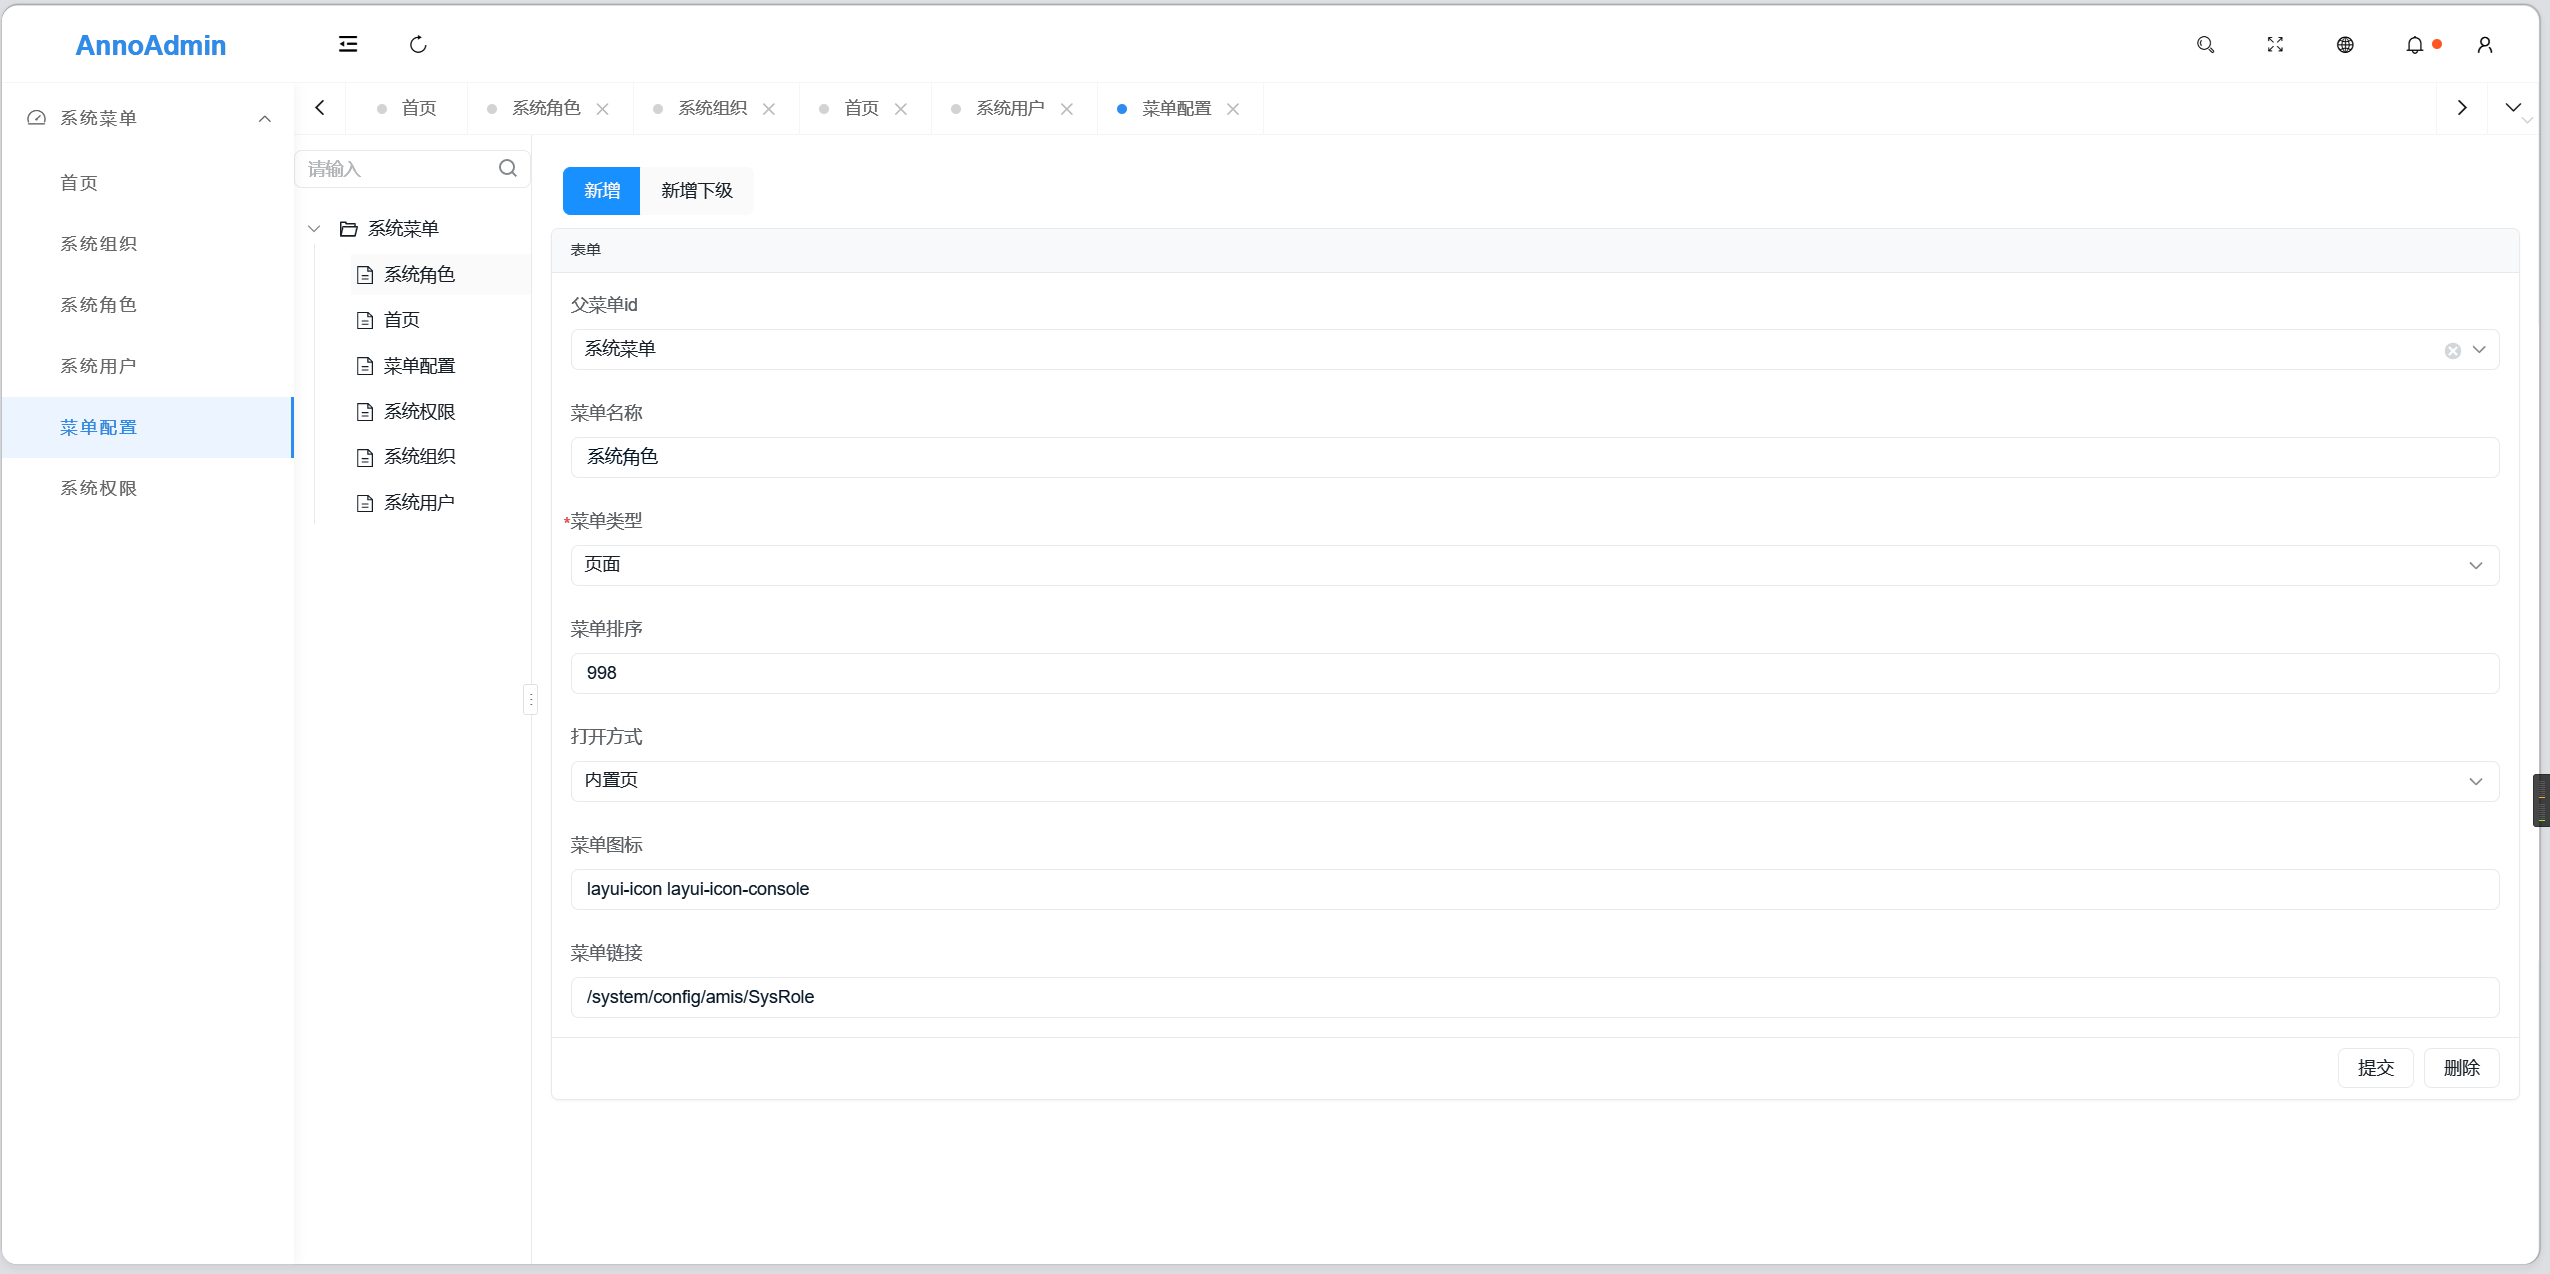 AnnoAdmin
系统菜单
首页
系统组织
系统角色
系统用户
菜单配置
系统权限
首页
系统角色
系统组织
首页
系统用户
菜单配置
请输入
系统菜单
系统角色
首页
菜单配置
系统权限
系统组织
系统用户
新增
新增下级
表单
父菜单id
系统菜单
菜单名称
系统角色
*菜单类型
页面
菜单排序
998
打开方式
内置页
菜单图标
layui-icon layui-icon-console
菜单链接
/system/config/amis/SysRole
提交
删除